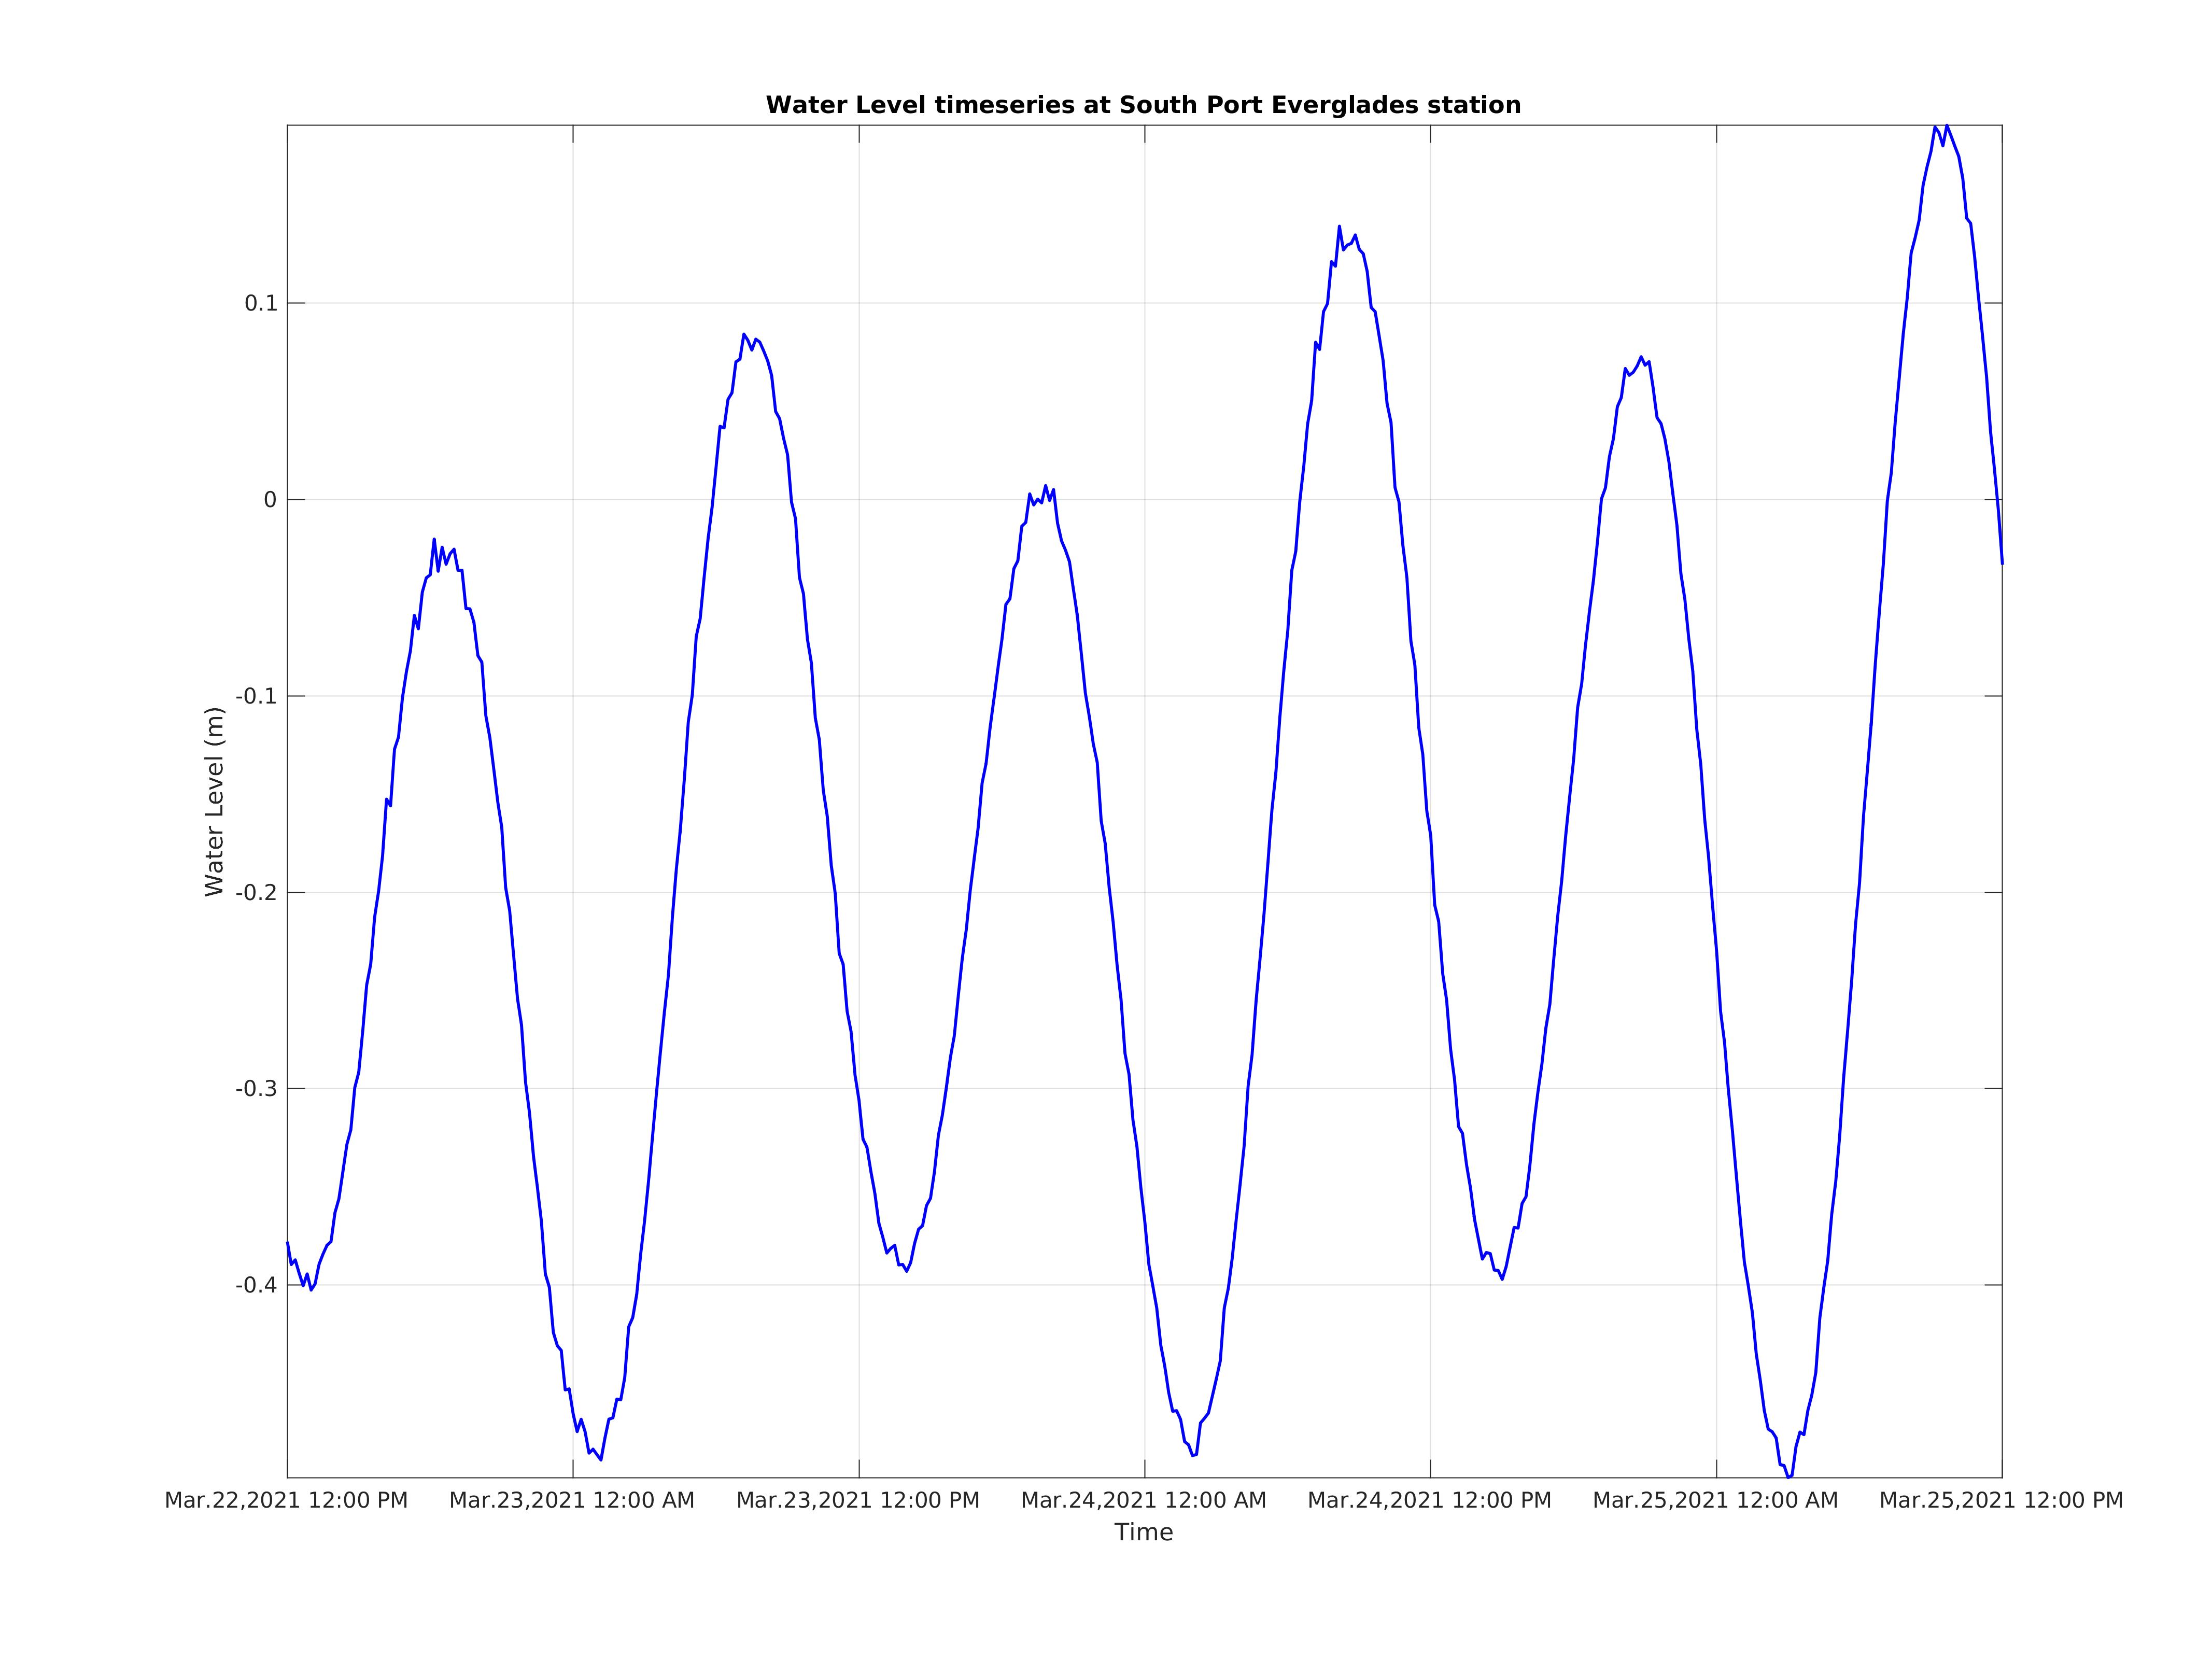 Water Level timeseries at South Port Everglades station
0.1
0
-0.1
-0.2
-0.3
-0.4
Water Level (m)
Mar.22,2021 12:00 PM
Mar.23,2021 12:00 AM
Mar.23,2021 12:00 PM
Mar.24,2021 12:00 AM
Mar.24,2021 12:00 PM
Mar.25,2021 12:00 AM
Mar.25,2021 12:00 PM
Time